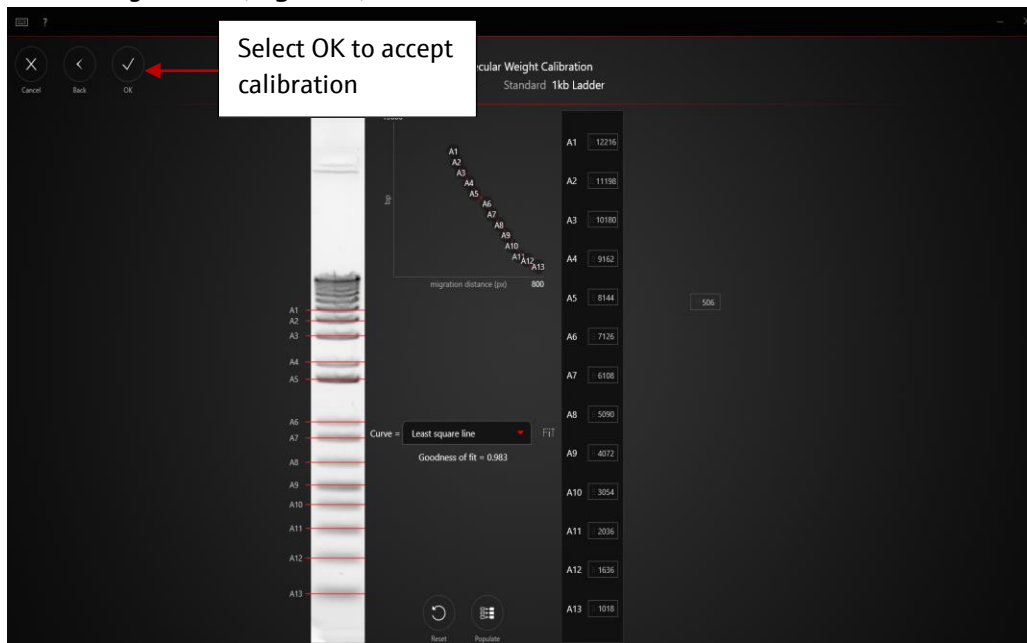 ?
Select OK to accept
calibration
Cancel
Back
OK
Calibration
Standard 1kb Ladder
bp
A1
A2
A3
A4
A5
A6
A7
A8
A9
A10
A11
A12
A13
migration distance (px) 800
A1
A2
A3
A4
A5
A6
A7
A8
A9
A10
A11
A12
A13
Curve = Least square line
Fit
Goodness of fit = 0.983
A1 12216
A2 11198
A3 10180
A4 9162
A5 8144
A6 7126
A7 6108
A8 5090
A9 4072
A10 3054
A11 2036
A12 1636
A13 1018
506
Reset
Populate